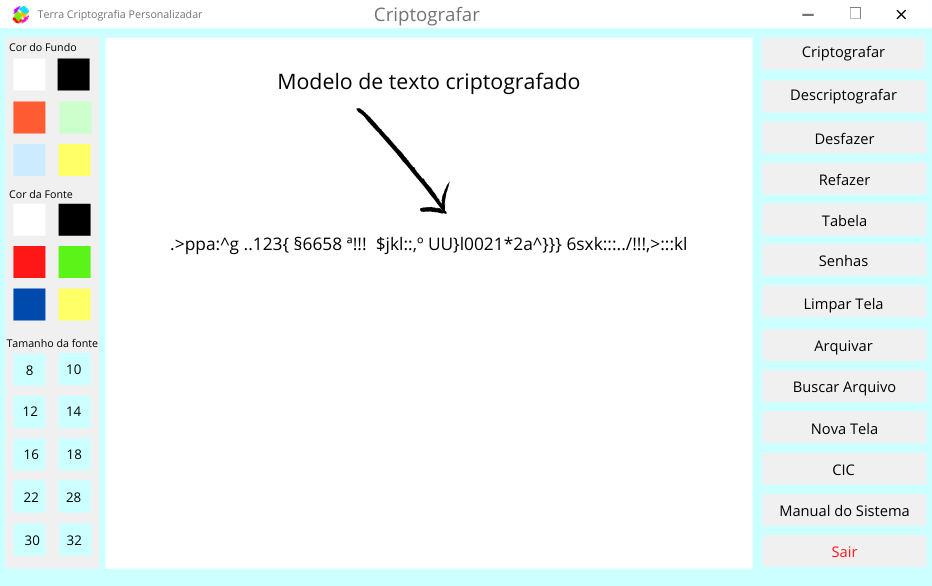 Terra Criptografia Personalizadar
Criptografar
Cor do Fundo
Cor da Fonte
Tamanho da fonte
8 10
12 14
16 18
22 28
30 32
Modelo de texto criptografado
.>ppa:^g ..123{ §6658 ª!!!  $jkl::,º UU}l0021*2a^}}} 6sxk:::../!!!,>:::kl
Criptografar
Descriptografar
Desfazer
Refazer
Tabela
Senhas
Limpar Tela
Arquivar
Buscar Arquivo
Nova Tela
CIC
Manual do Sistema
Sair